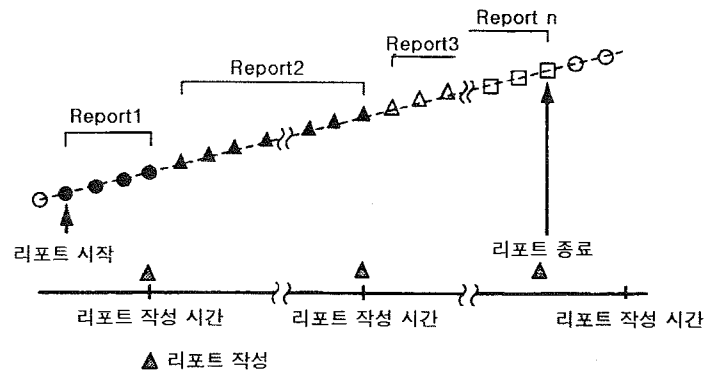 Report n
Report3
Report2
Report1
리포트 시작
리포트 종료
리포트 작성 시간
리포트 작성 시간
리포트 작성 시간
리포트 작성